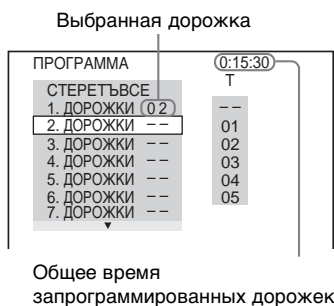 Выбранная дорожка
ПРОГРАММА 0:15:30
T
СТЕРЕТЪВСЕ
1. ДОРОЖКИ 0 2 – –
2. ДОРОЖКИ – – 01
3. ДОРОЖКИ – – 02
4. ДОРОЖКИ – – 03
5. ДОРОЖКИ – – 04
6. ДОРОЖКИ – – 05
7. ДОРОЖКИ – –
Общее время
запрограммированных дорожек